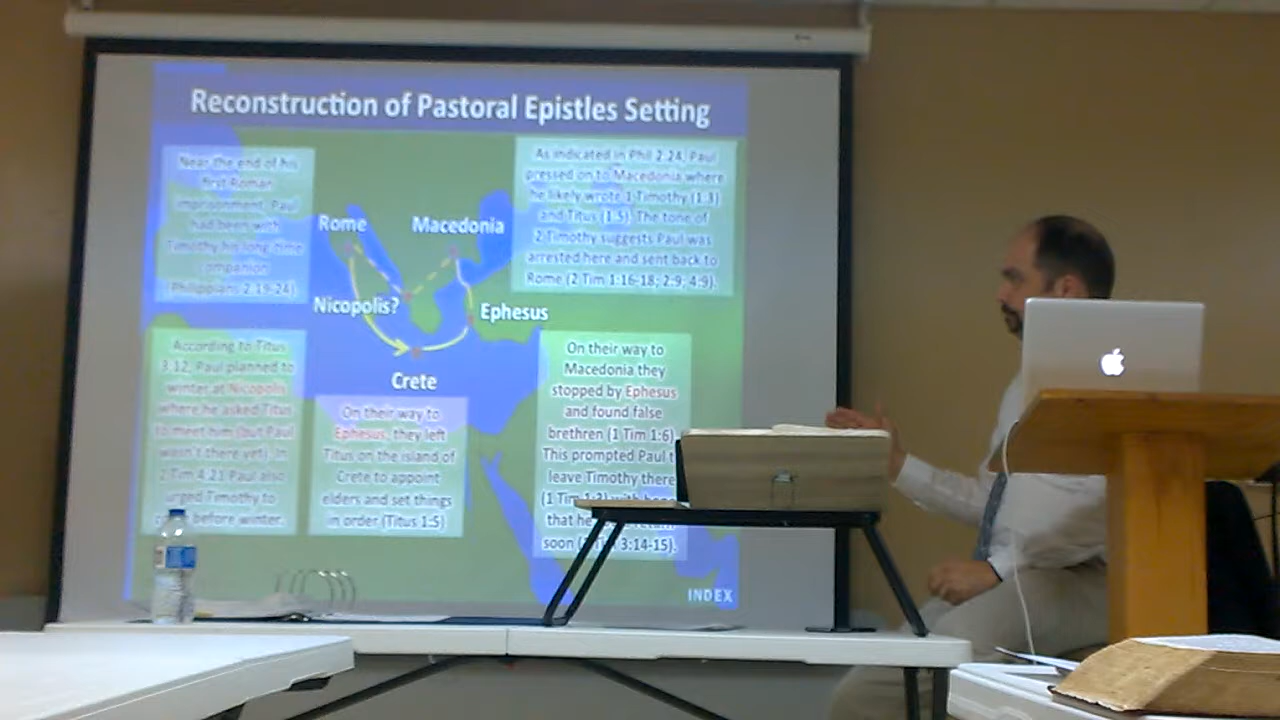 Reconstruction of Pastoral Epistles Setting
Near the end of his
first Roman
imprisonment, Paul
had been with
Timothy his long-time
companion
(Philippians 2:19-24).
As indicated in Phil 2:24, Paul
pressed on to Macedonia where
he likely wrote 1 Timothy (1:3)
and Titus (1:5). The tone of
2 Timothy suggests Paul was
arrested here and sent back to
Rome (2 Tim 1:16-18; 2:9; 4:9).
Rome
Macedonia
Nicopolis?
Ephesus
Crete
According to Titus
3:12, Paul planned to
winter at Nicopolis
where he asked Titus
to meet him (but Paul
wasn't there yet). In
2 Tim 4:21 Paul also
urged Timothy to
before winter.
On their way to
Ephesus, they left
Titus on the island of
Crete to appoint
elders and set things
in order (Titus 1:5)
On their way to
Macedonia they
stopped by Ephesus
and found false
brethren (1 Tim 1:6)
This prompted Paul t
leave Timothy there
(1 Tim 1:3) with hope
that he return
soon (1 Tim 3:14-15).
INDEX